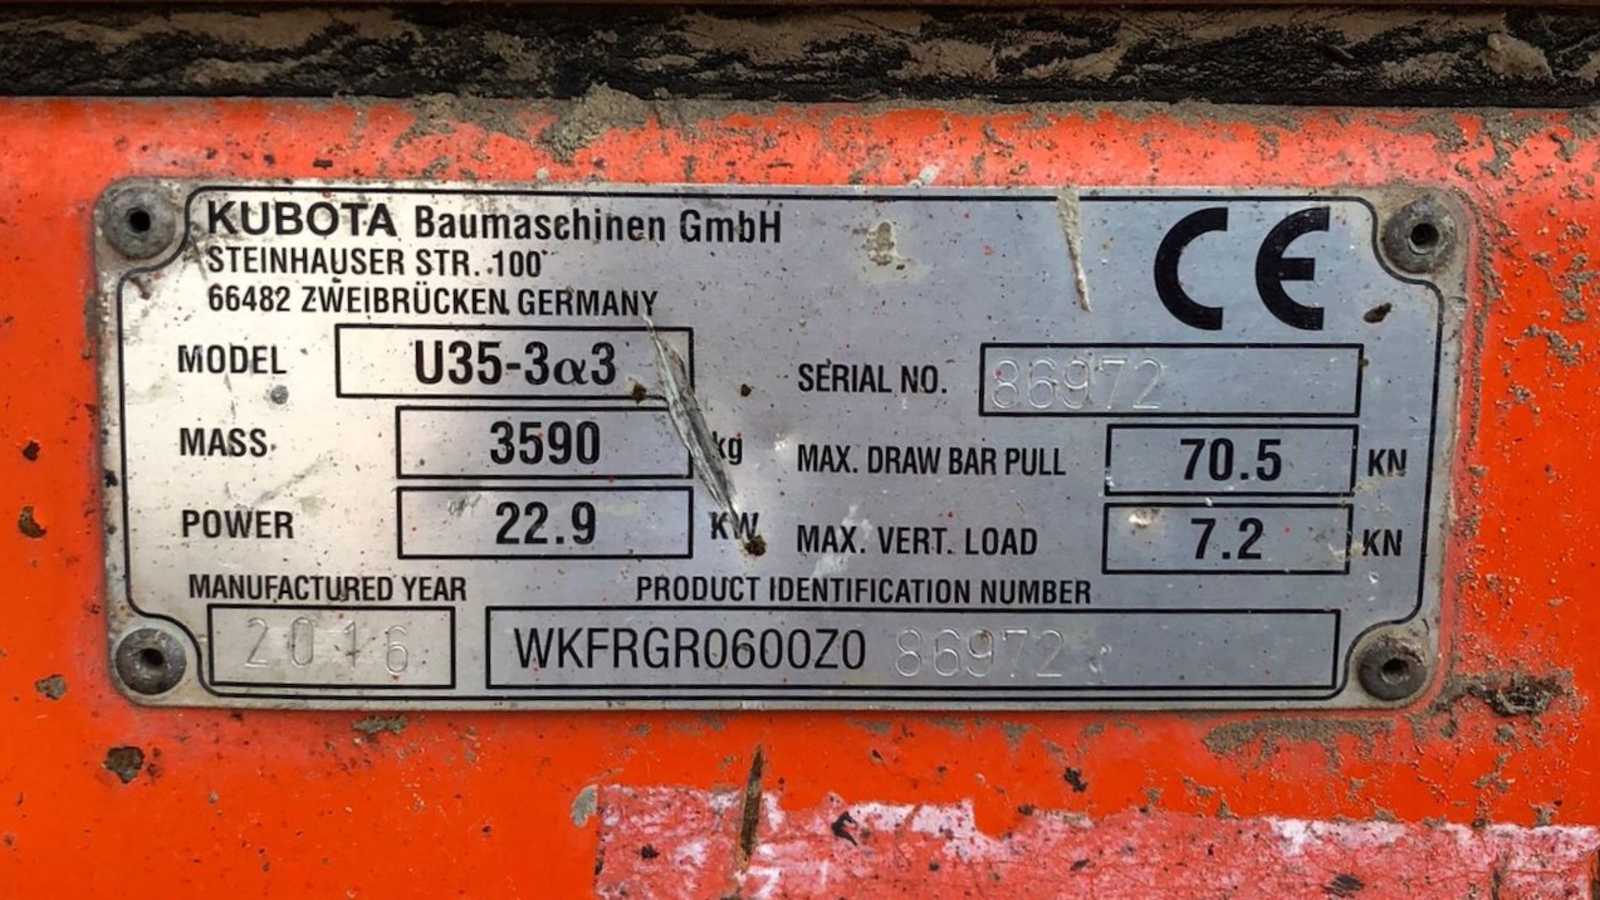 KUBOTA Baumaschinen GmbH
STEINHAUSER STR. 100
66482 ZWEIBRÜCKEN GERMANY
CE
MODEL U35-3α3
SERIAL NO. 86972
MASS 3590 kg
MAX. DRAW BAR PULL 70.5 KN
POWER 22.9 KW
MAX. VERT. LOAD 7.2 KN
MANUFACTURED YEAR 2016
PRODUCT IDENTIFICATION NUMBER
WKFRGR0600Z0 86972